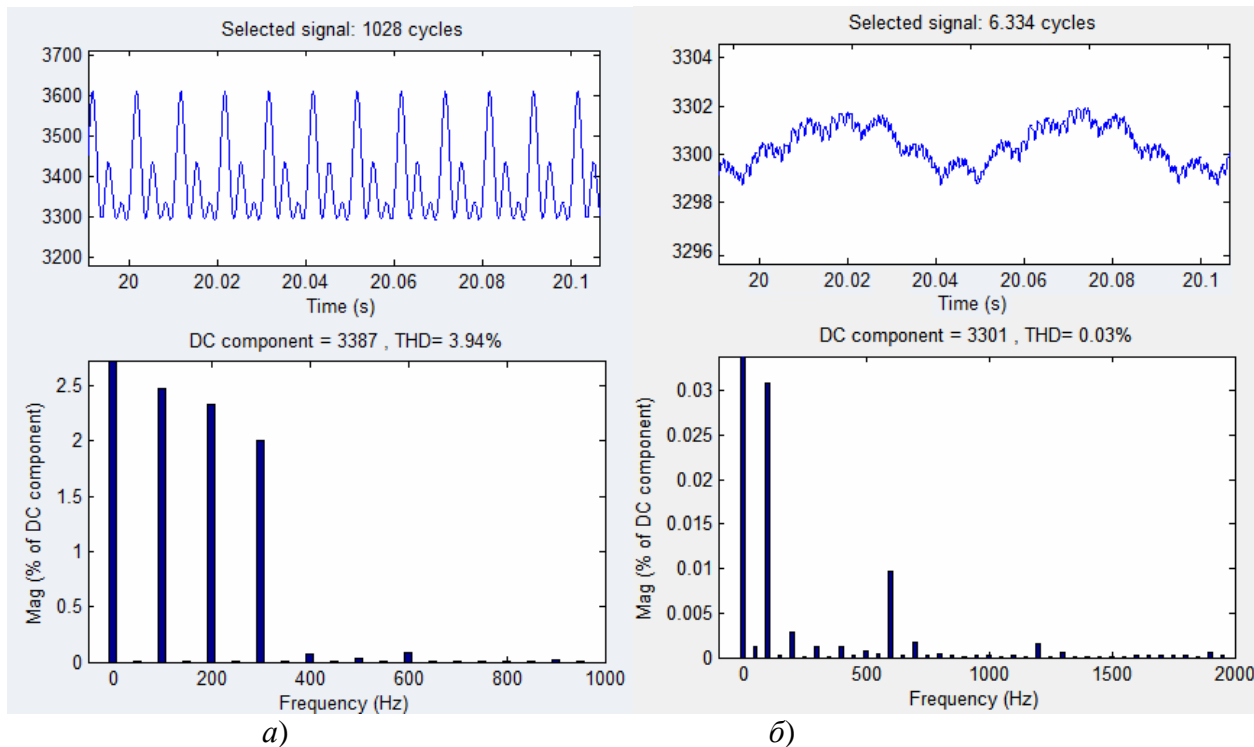 Selected signal: 1028 cycles
3700
3600
3500
3400
3300
3200
20 20.02 20.04 20.06 20.08 20.1
Time (s)
DC component = 3387 , THD= 3.94%
Mag (% of DC component)
2.5
2
1.5
1
0.5
0
0 200 400 600 800 1000
Frequency (Hz)
а)
Selected signal: 6.334 cycles
3304
3302
3300
3298
3296
20 20.02 20.04 20.06 20.08 20.1
Time (s)
DC component = 3301 , THD= 0.03%
Mag (% of DC component)
0.03
0.025
0.02
0.015
0.01
0.005
0
0 500 1000 1500 2000
Frequency (Hz)
б)